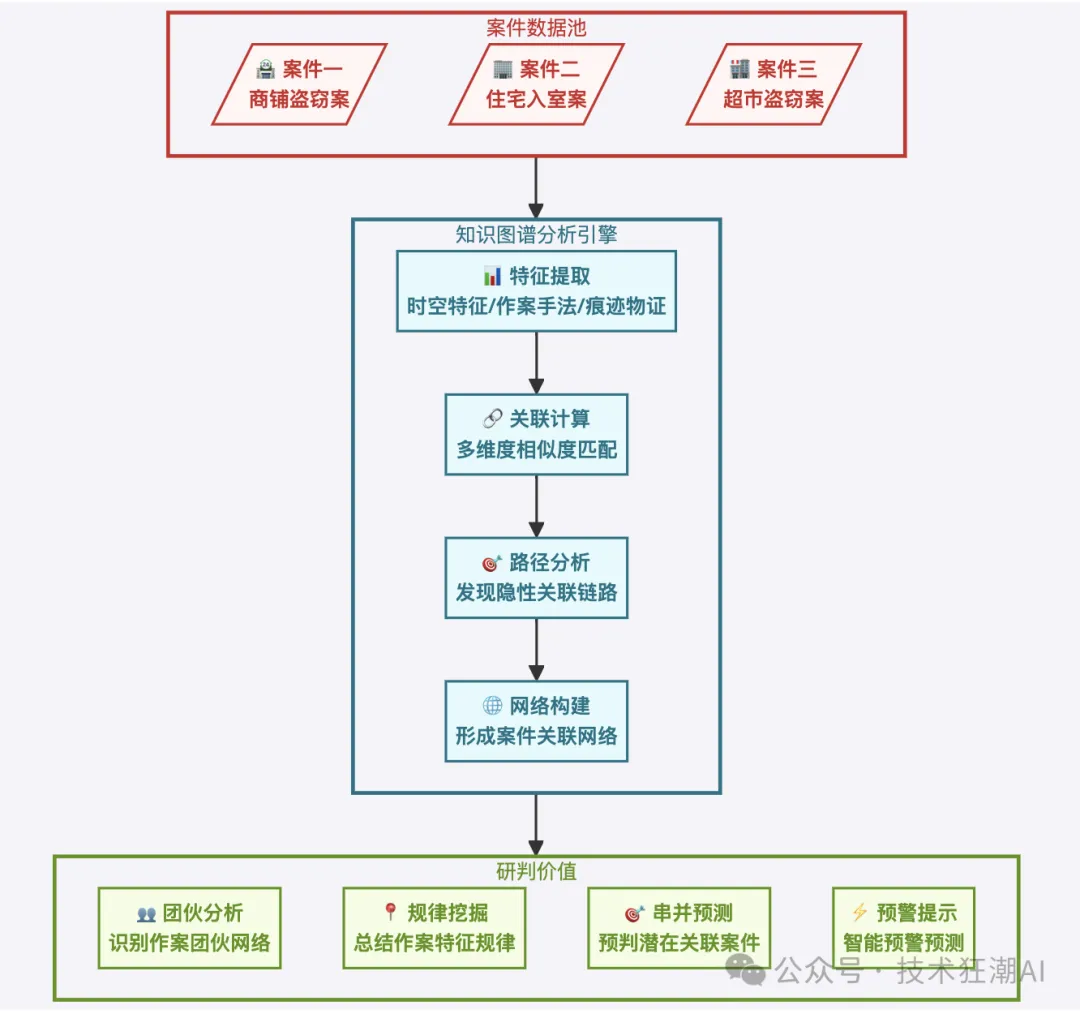 案件数据池
案件一
商铺盗窃案
案件二
住宅入室案
案件三
超市盗窃案
知识图谱分析引擎
特征提取
时空特征/作案手法/痕迹物证
关联计算
多维度相似度匹配
路径分析
发现隐性关联链路
网络构建
形成案件关联网络
研判价值
团伙分析
识别作案团伙网络
规律挖掘
总结作案特征规律
串并预测
预判潜在关联案件
预警提示
智能预警预测
公众号·技术狂潮AI